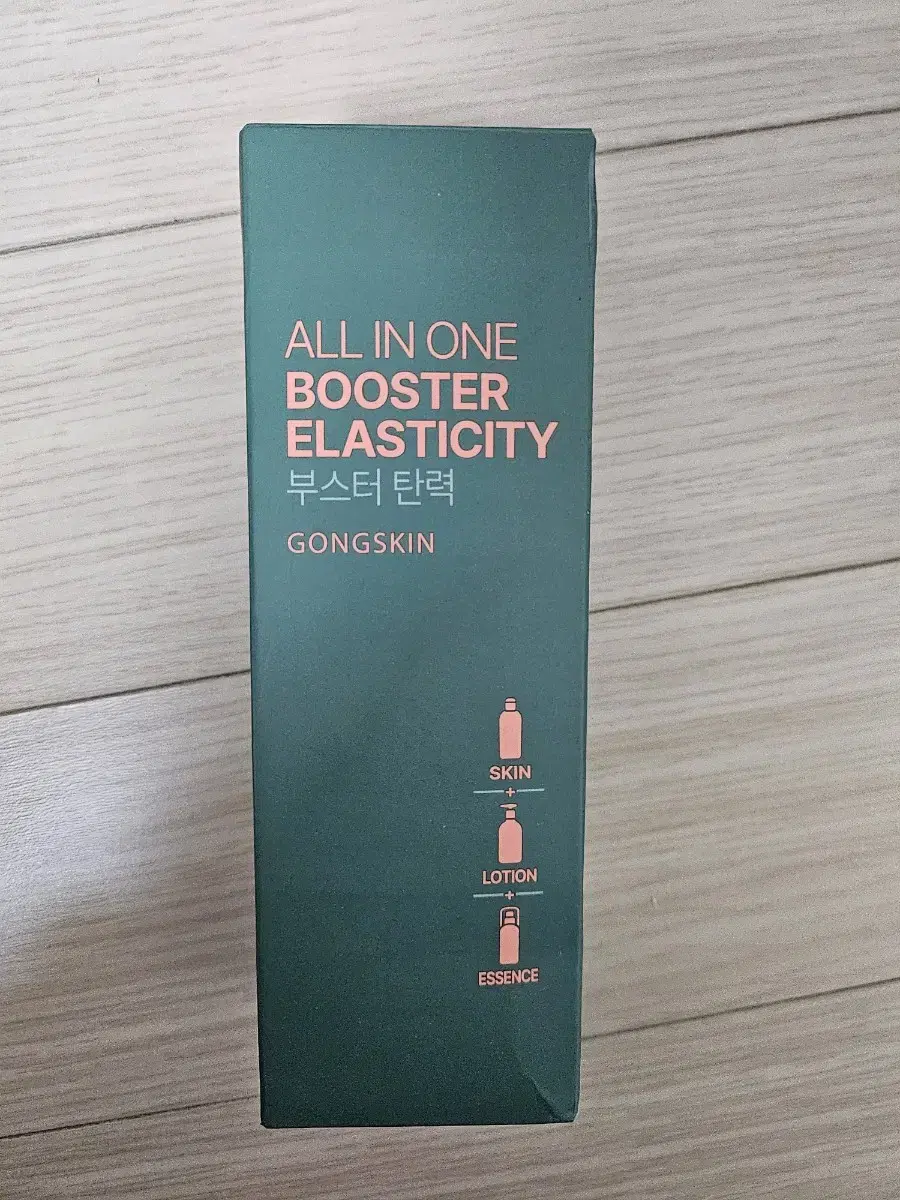 ALL IN ONE
BOOSTER
ELASTICITY
부스터 탄력
GONGSKIN
SKIN
+
LOTION
+
ESSENCE